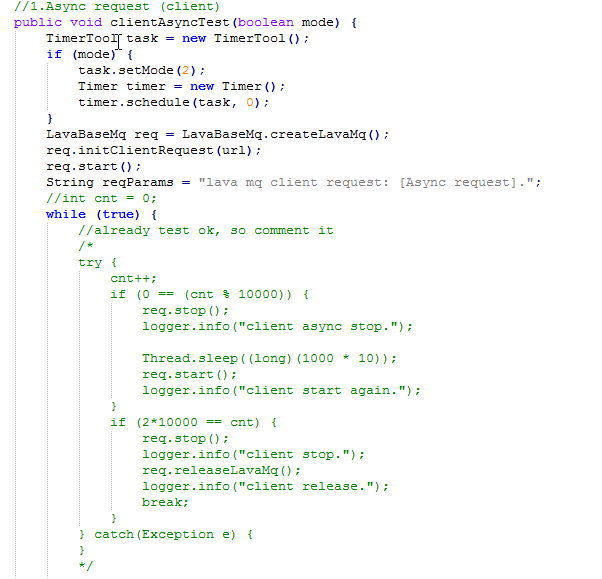 //1.Async request (client)
public void clientAsyncTest(boolean mode) {
    TimerTool task = new TimerTool();
    if (mode) {
        task.setMode(2);
        Timer timer = new Timer();
        timer.schedule(task, 0);
    }
    LavaBaseMq req = LavaBaseMq.createLavaMq();
    req.initClientRequest(url);
    req.start();
    String reqParams = "lava mq client request: [Async request].";
    //int cnt = 0;
    while (true) {
        //already test ok, so comment it
        /*
        try {
            cnt++;
            if (0 == (cnt % 10000)) {
                req.stop();
                logger.info("client async stop.");

                Thread.sleep((long)(1000 * 10));
                req.start();
                logger.info("client start again.");
            }
            if (2*10000 == cnt) {
                req.stop();
                logger.info("client stop.");
                req.releaseLavaMq();
                logger.info("client release.");
                break;
            }
        } catch(Exception e) {
        }
        */